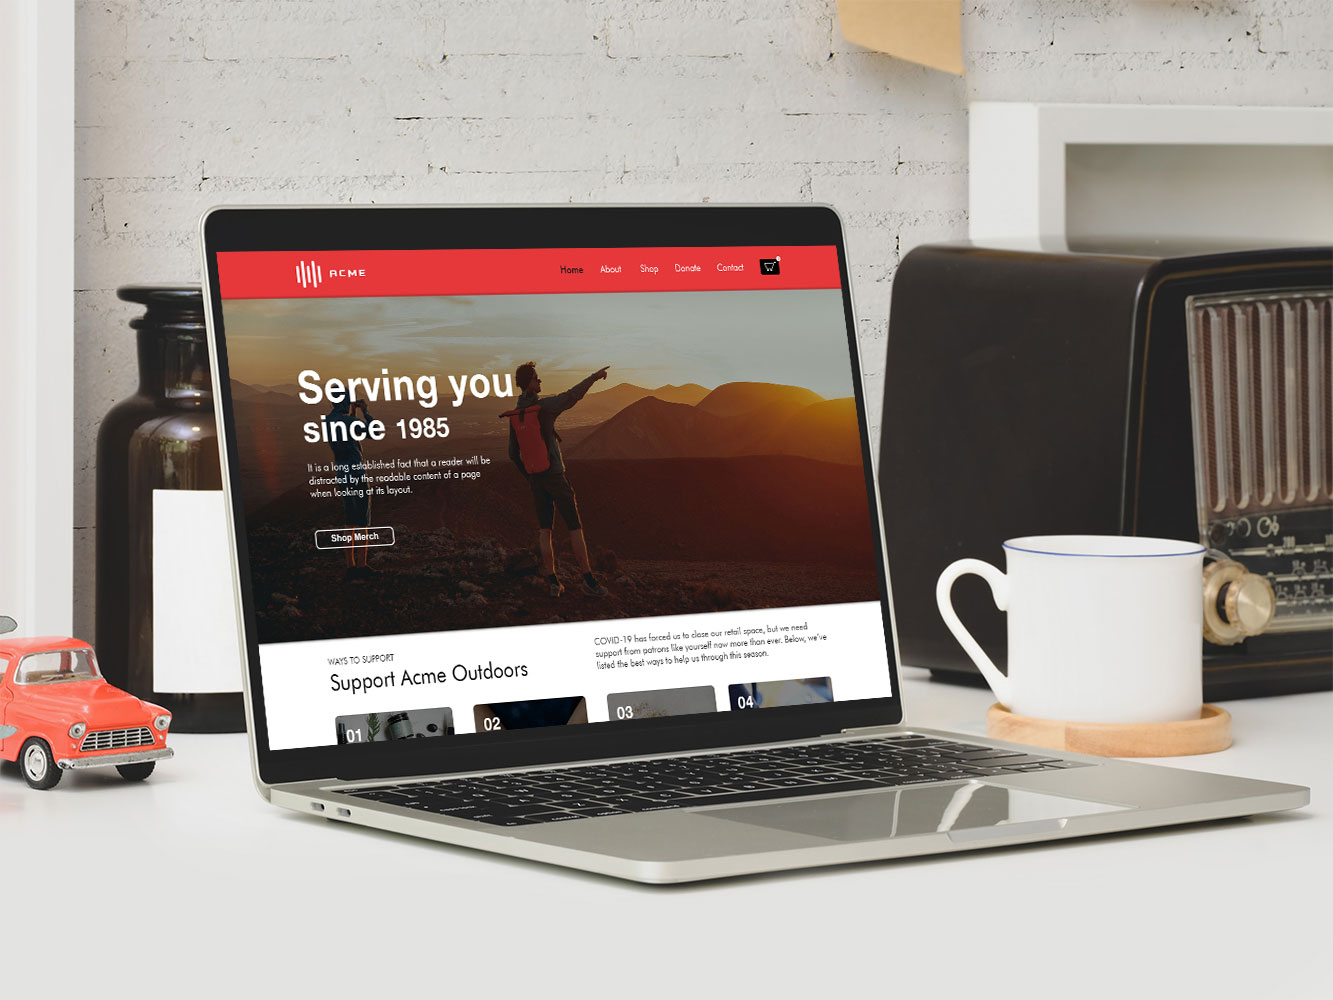 ACME
Home About Shop Donate Contact
Serving you
since 1985
It is a long established fact that a reader will be
distracted by the readable content of a page
when looking at its layout.
Shop Merch
WAYS TO SUPPORT
Support Acme Outdoors
COVID-19 has forced us to close our retail space, but we need
support from patrons like yourself now more than ever. Below, we've
listed the best ways to help us through this season.
01
02
03
04